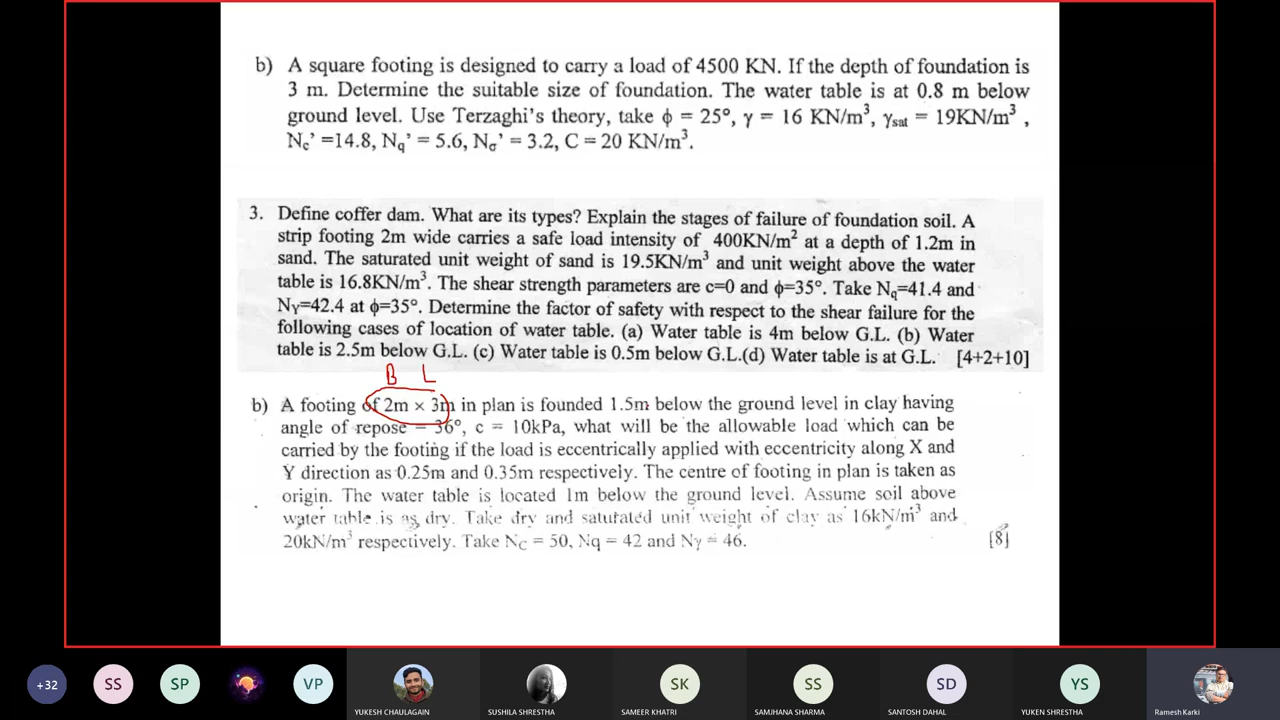 b) A square footing is designed to carry a load of 4500 KN. If the depth of foundation is
3 m. Determine the suitable size of foundation. The water table is at 0.8 m below
ground level. Use Terzaghi's theory, take ϕ = 25°, γ = 16 KN/m³, γsat = 19KN/m³ ,
Nc' =14.8, Nq' = 5.6, Nσ' = 3.2, C = 20 KN/m³.
3. Define coffer dam. What are its types? Explain the stages of failure of foundation soil. A
strip footing 2m wide carries a safe load intensity of 400KN/m² at a depth of 1.2m in
sand. The saturated unit weight of sand is 19.5KN/m³ and unit weight above the water
table is 16.8KN/m³. The shear strength parameters are c=0 and ϕ=35°. Take Nq=41.4 and
Nγ=42.4 at ϕ=35°. Determine the factor of safety with respect to the shear failure for the
following cases of location of water table. (a) Water table is 4m below G.L. (b) Water
table is 2.5m below G.L. (c) Water table is 0.5m below G.L.(d) Water table is at G.L. [4+2+10]
B L
b) A footing of 2m × 3m in plan is founded 1.5m below the ground level in clay having
angle of repose = 36°, c = 10kPa, what will be the allowable load which can be
carried by the footing if the load is eccentrically applied with eccentricity along X and
Y direction as 0.25m and 0.35m respectively. The centre of footing in plan is taken as
origin. The water table is located 1m below the ground level. Assume soil above
water table is as dry. Take dry and saturated unit weight of clay as 16kN/m³ and
20kN/m³ respectively. Take NC = 50, Nq = 42 and Nγ = 46. [8]
+32 SS SP VP SK SS SD YS
YUKESH CHAULAGAIN SUSHILA SHRESTHA SAMEER KHATRI SAMJHANA SHARMA SANTOSH DAHAL YUKEN SHRESTHA Ramesh Karki